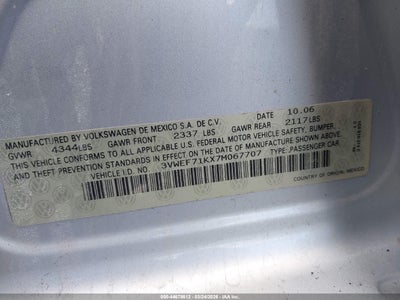 MANUFACTURED BY VOLKSWAGEN DE MEXICO S.A. DE C.V. 10.06
GVWR 4344LBS GAWR FRONT 2337 LBS GAWR REAR 2117LBS
THIS VEHICLE CONFORMS TO ALL APPLICABLE FEDERAL MOTOR VEHICLE SAFETY, BUMPER,
AND THEFT PREVENTION STANDARDS IN EFFECT ON THE DATE OF MANUFACTURE SHOWN ABOVE.
VEHICLE I.D. NO. 3VWEF71KX7M067707 TYPE: PASSENGER CAR
COUNTRY OF ORIGIN: MEXICO